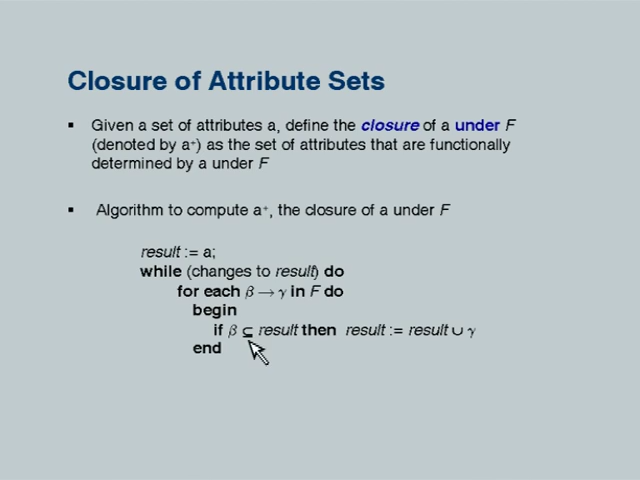 Closure of Attribute Sets
▪ Given a set of attributes a, define the closure of a under F
(denoted by a⁺) as the set of attributes that are functionally
determined by a under F
▪ Algorithm to compute a⁺, the closure of a under F
result := a;
while (changes to result) do
for each β → γ in F do
begin
if β ⊆ result then result := result ∪ γ
end